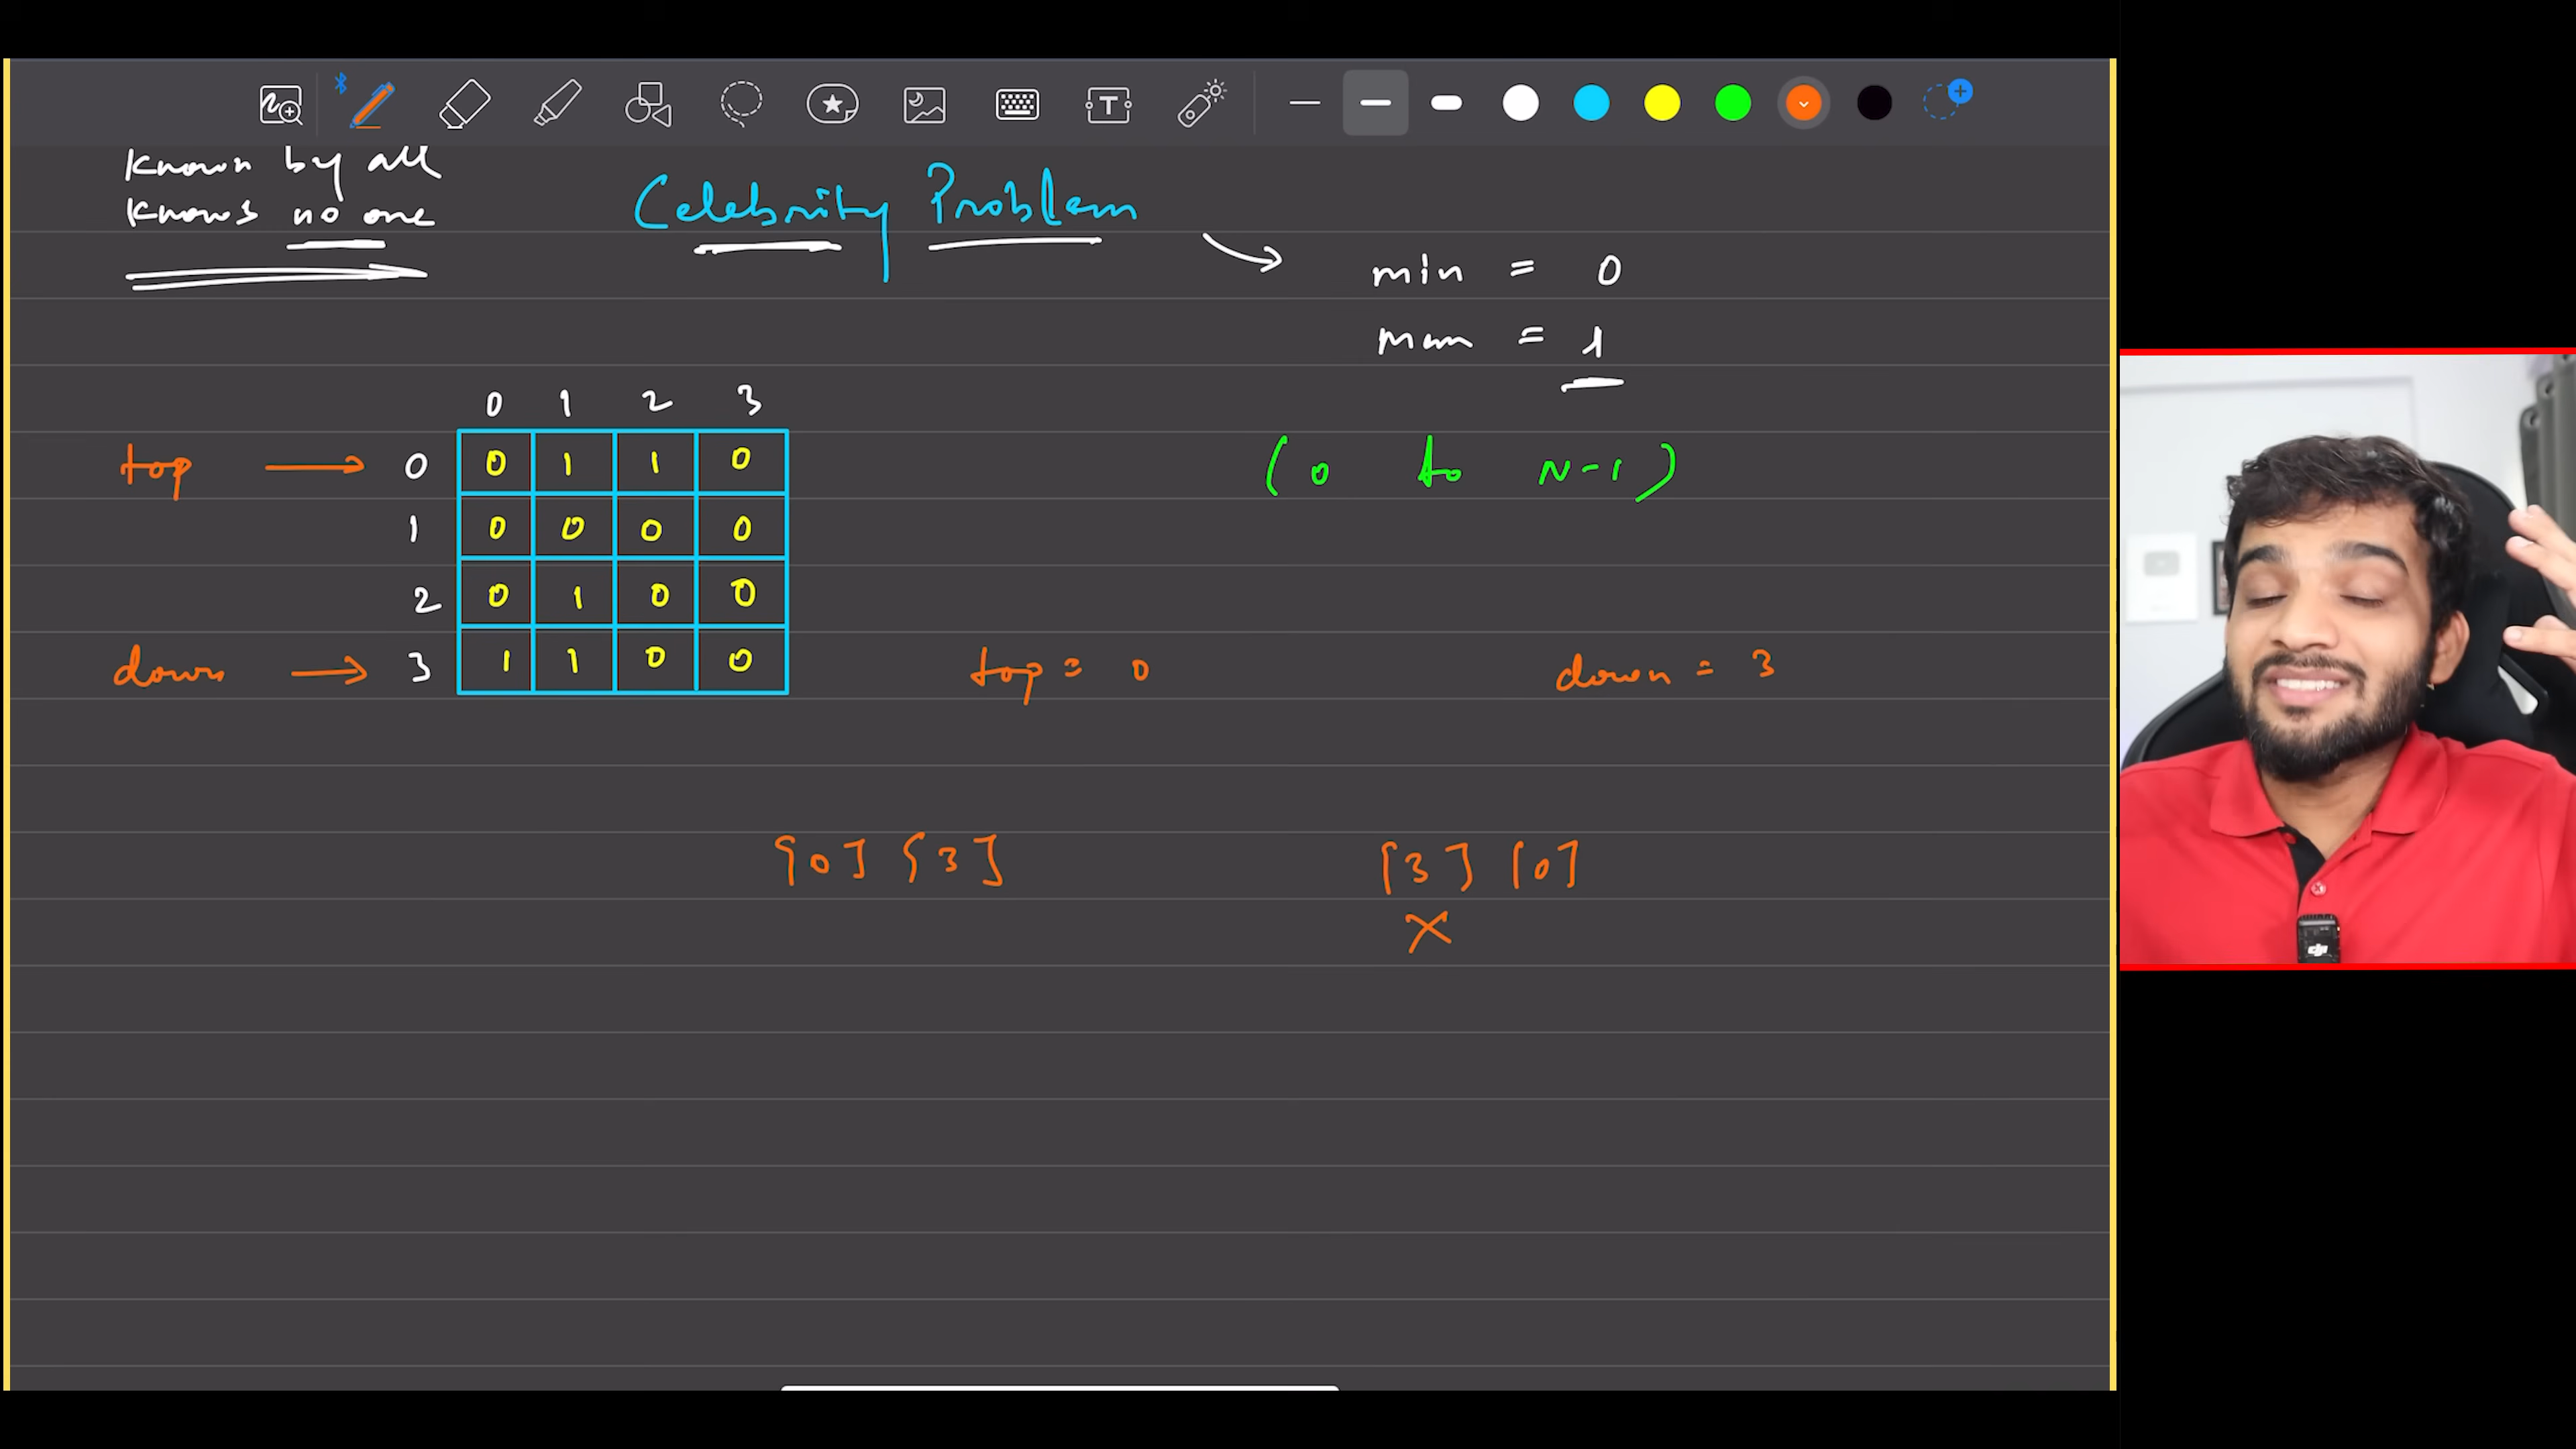 known by all
knows no one
Celebrity Problem
min = 0
max = 1
0 1 2 3
top → 0 0 1 1 0
(0 to N-1)
1 0 0 0 0
2 0 1 0 0
down → 3 1 1 0 0
top = 0
down = 3
[0] [3]
[3] [0]
X
T
dji